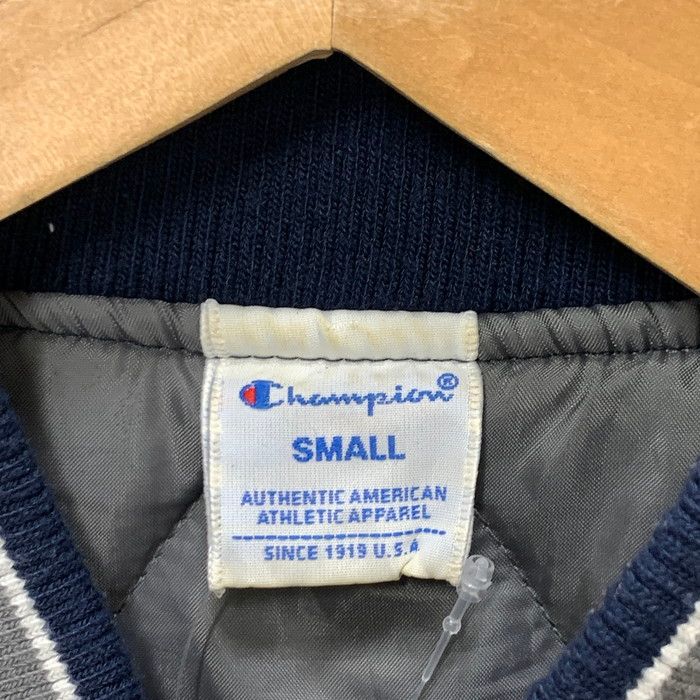 Champion®
SMALL
AUTHENTIC AMERICAN
ATHLETIC APPAREL
SINCE 1919 U.S.A